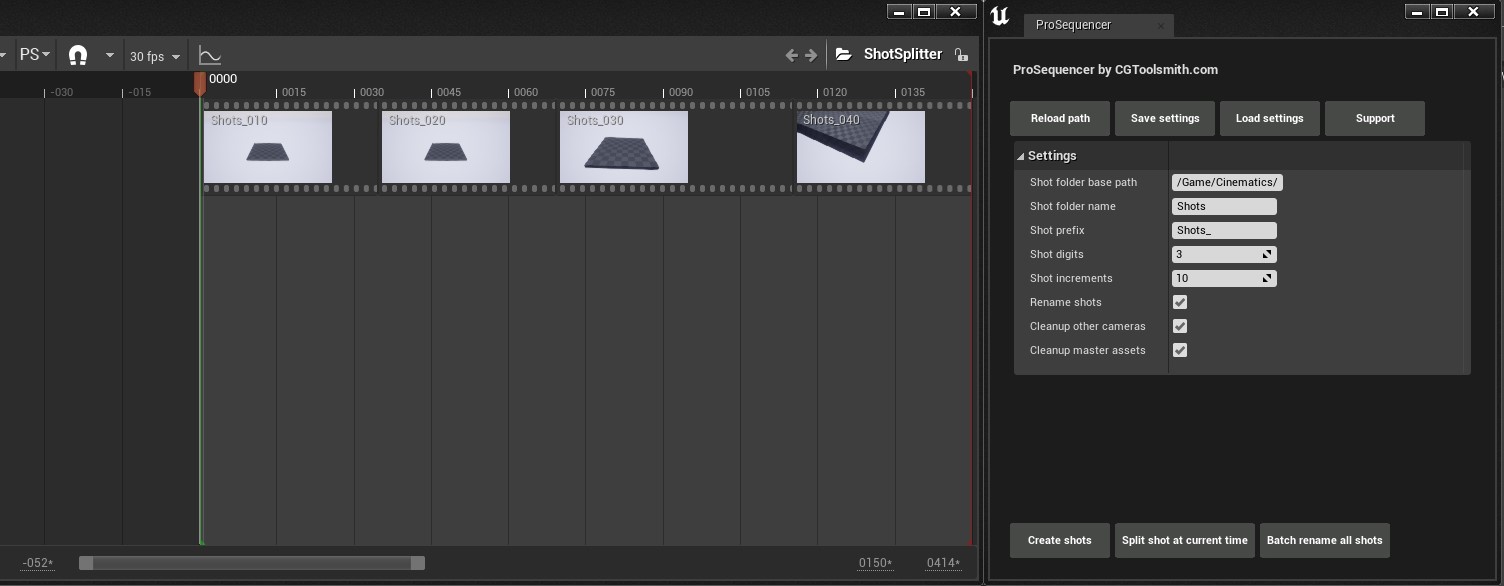 PS
30 fps
ShotSplitter
-030
-015
0000
0015
0030
0045
0060
0075
0090
0105
0120
0135
Shots_010
Shots_020
Shots_030
Shots_040
-052*
0150*
0414*
ProSequencer
ProSequencer by CGToolsmith.com
Reload path
Save settings
Load settings
Support
Settings
Shot folder base path
/Game/Cinematics/
Shot folder name
Shots
Shot prefix
Shots_
Shot digits
3
Shot increments
10
Rename shots
Cleanup other cameras
Cleanup master assets
Create shots
Split shot at current time
Batch rename all shots